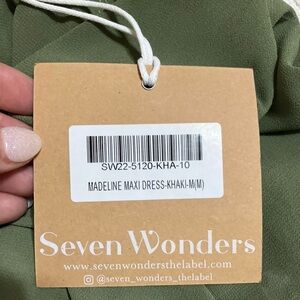 SW22-5120-KHA-10
MADELINE MAXI DRESS-KHAKI-M(M)
Seven Wonders
www.sevenwondersthelabel.com
@seven_wonders_thelabel